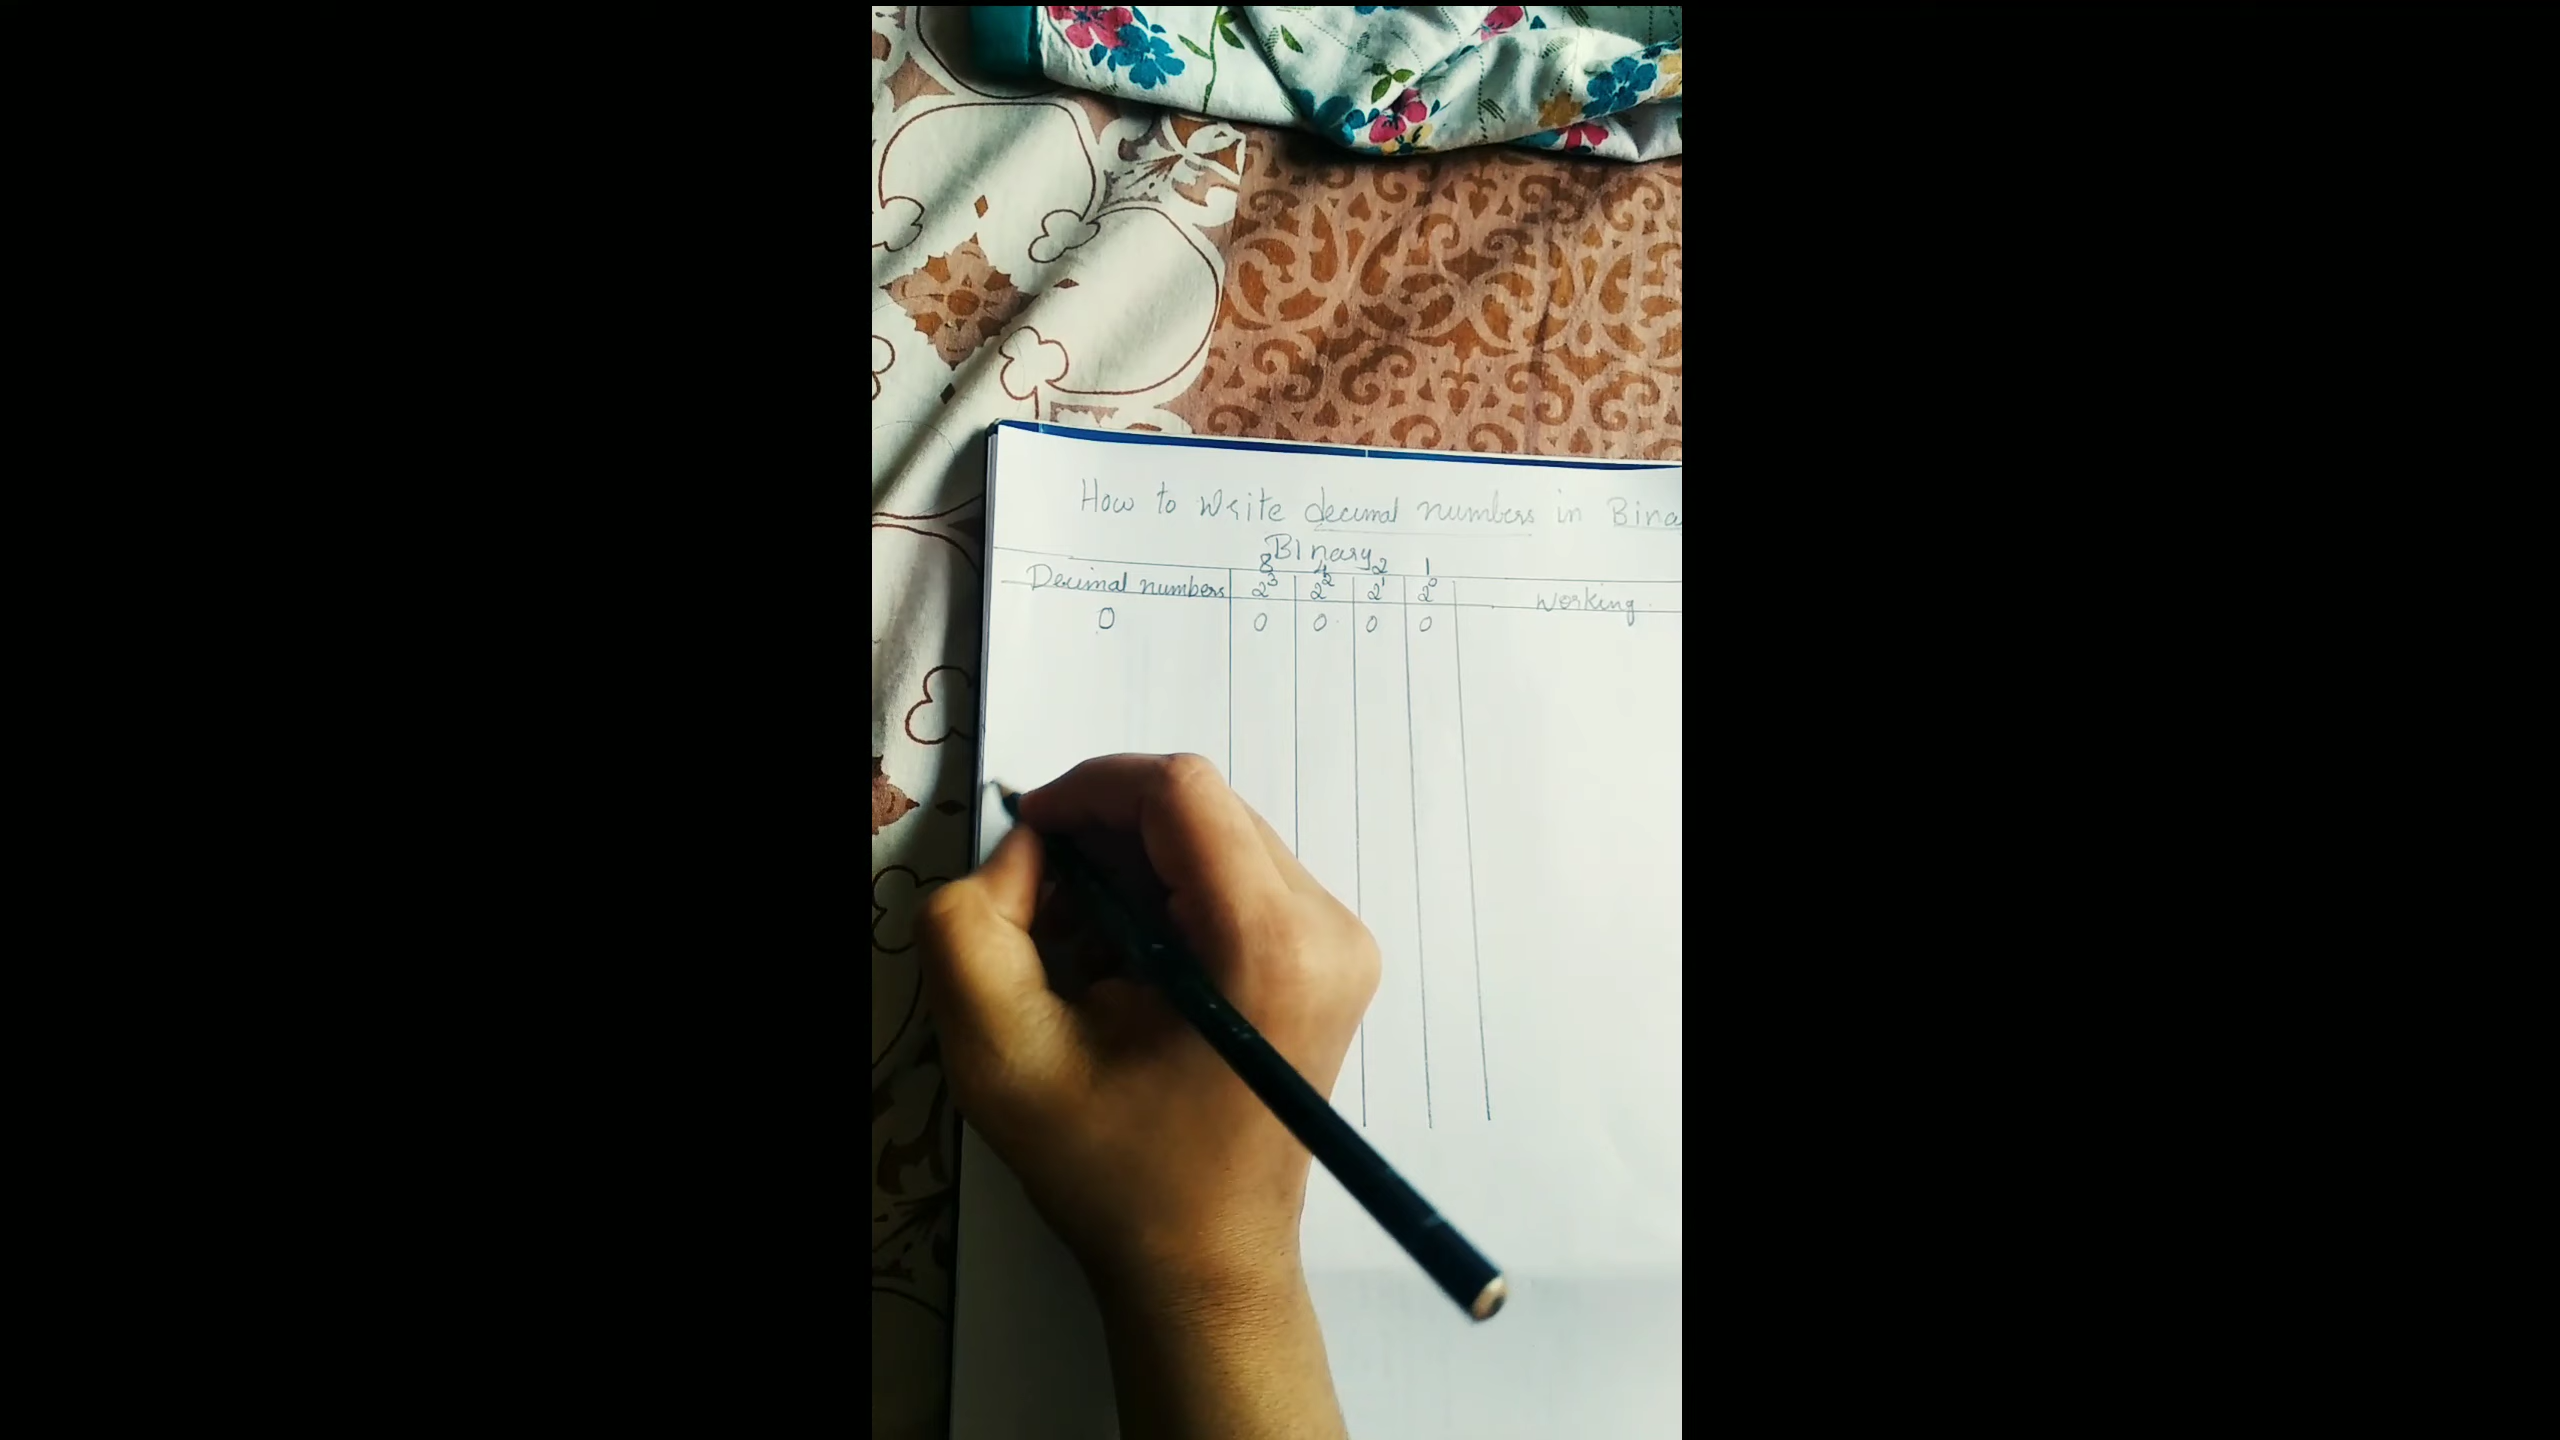 How to Write decimal numbers in Bina
Binary
8 4 2 1
Decimal numbers 2³ 2² 2¹ 2⁰ Working
0 0 0 0 0